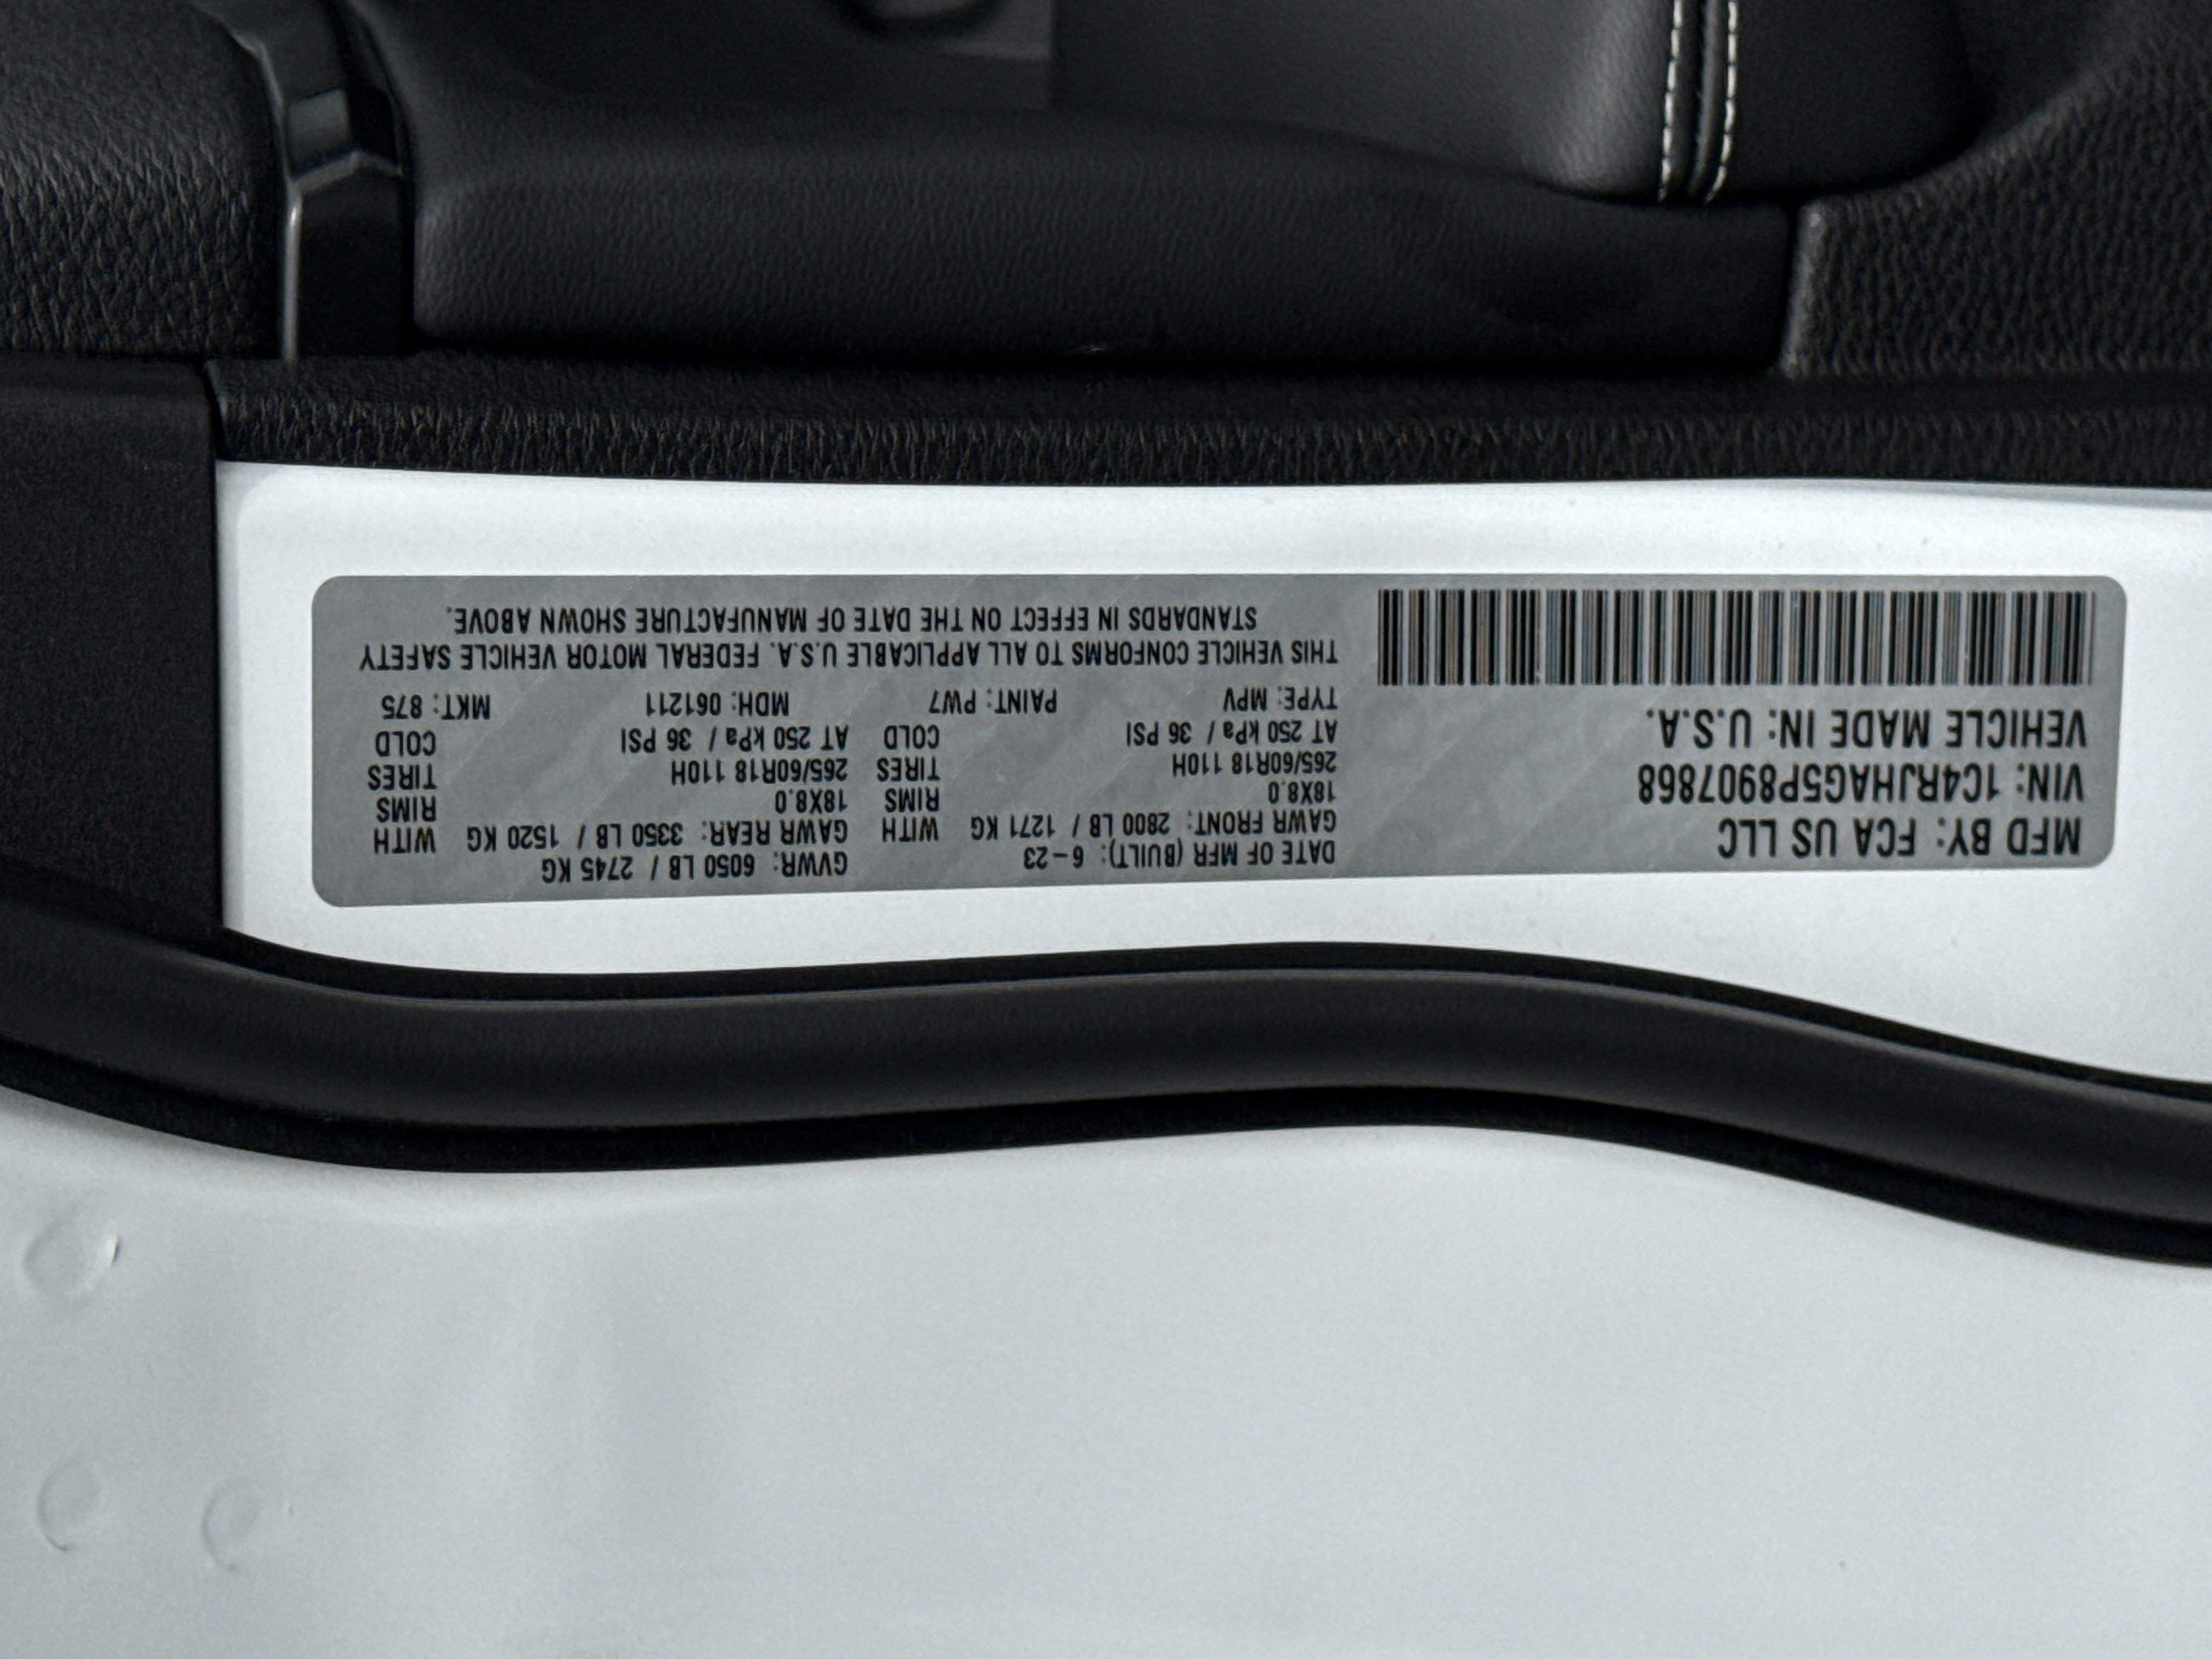 MFD BY: FCA US LLC
VIN: 1C4RJHAG5P8907868
VEHICLE MADE IN: U.S.A.
DATE OF MFR (BUILT): 6-23 GVWR: 6050 LB / 2745 KG
GAWR FRONT: 2800 LB / 1271 KG WITH GAWR REAR: 3350 LB / 1520 KG WITH
18X8.0 RIMS 18X8.0 RIMS
265/60R18 110H TIRES 265/60R18 110H TIRES
AT 250 kPa / 36 PSI COLD AT 250 kPa / 36 PSI COLD
TYPE: MPV PAINT: PW7 MDH: 061211 MKT: 875
THIS VEHICLE CONFORMS TO ALL APPLICABLE U.S.A. FEDERAL MOTOR VEHICLE SAFETY
STANDARDS IN EFFECT ON THE DATE OF MANUFACTURE SHOWN ABOVE.